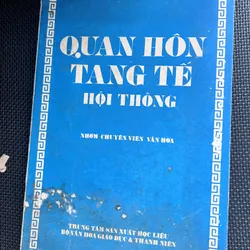 QUAN HÔN
TANG TẾ
HỘI THÔNG
NHÓM CHUYÊN VIÊN VĂN HÓA
TRUNG TÂM SẢN XUẤT HỌC LIỆU
BỘ VĂN HÓA GIÁO DỤC & THANH NIÊN